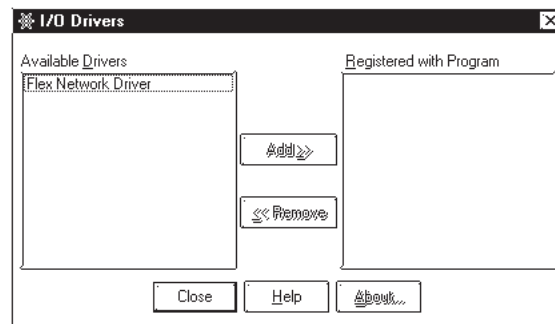 I/O Drivers
Available Drivers
Registered with Program
Flex Network Driver
Add>>
<< Remove
Close
Help
About...